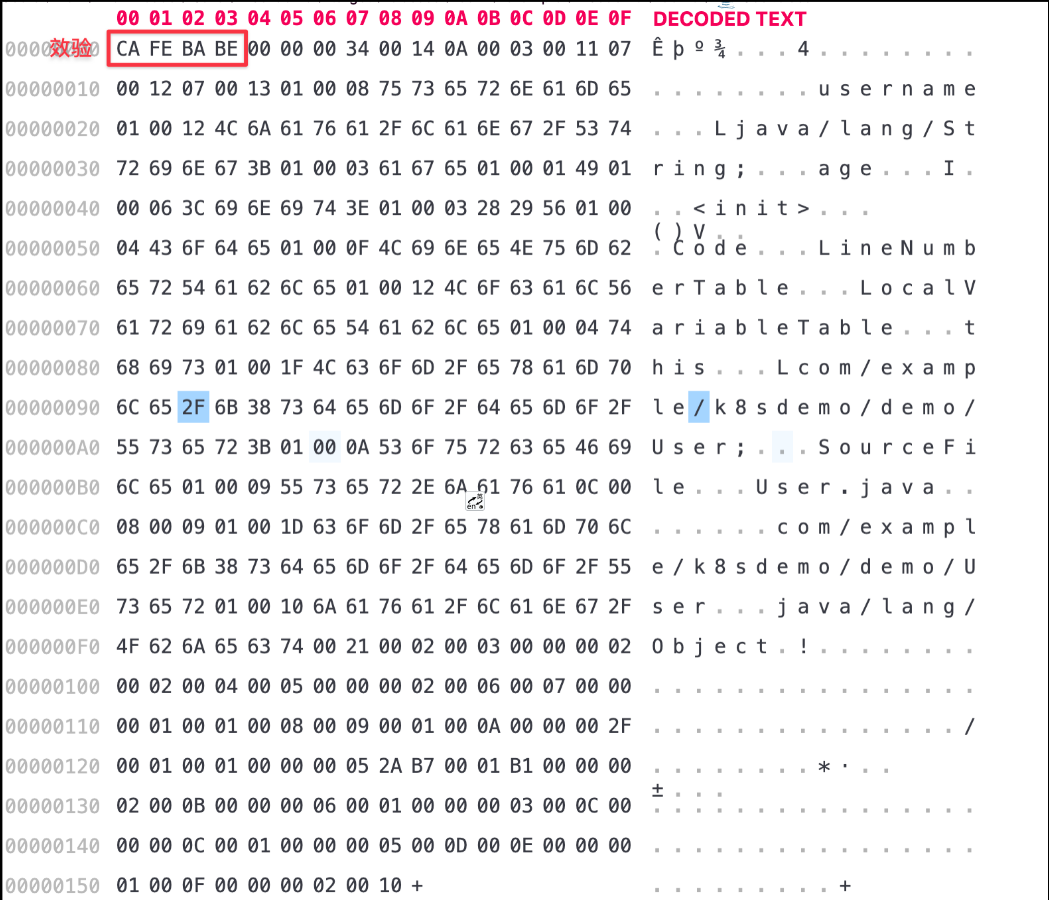 00 01 02 03 04 05 06 07 08 09 0A 0B 0C 0D 0E 0F DECODED TEXT
效验 CA FE BA BE 00 00 00 34 00 14 0A 00 03 00 11 07 Ê þ º ¾ . . . 4 . . . . . . . .
00000010 00 12 07 00 13 01 00 08 75 73 65 72 6E 61 6D 65 . . . . . . . . u s e r n a m e
00000020 01 00 12 4C 6A 61 76 61 2F 6C 61 6E 67 2F 53 74 . . . L j a v a / l a n g / S t
00000030 72 69 6E 67 3B 01 00 03 61 67 65 01 00 01 49 01 r i n g ; . . . a g e . . . I .
00000040 00 06 3C 69 6E 69 74 3E 01 00 03 28 29 56 01 00 . . < i n i t > . . .
( ) V . .
00000050 04 43 6F 64 65 01 00 0F 4C 69 6E 65 4E 75 6D 62 . C o d e . . . L i n e N u m b
00000060 65 72 54 61 62 6C 65 01 00 12 4C 6F 63 61 6C 56 e r T a b l e . . . L o c a l V
00000070 61 72 69 61 62 6C 65 54 61 62 6C 65 01 00 04 74 a r i a b l e T a b l e . . . t
00000080 68 69 73 01 00 1F 4C 63 6F 6D 2F 65 78 61 6D 70 h i s . . . L c o m / e x a m p
00000090 6C 65 2F 6B 38 73 64 65 6D 6F 2F 64 65 6D 6F 2F l e / k 8 s d e m o / d e m o /
000000A0 55 73 65 72 3B 01 00 0A 53 6F 75 72 63 65 46 69 U s e r ; . . . S o u r c e F i
000000B0 6C 65 01 00 09 55 73 65 72 2E 6A 61 76 61 0C 00 l e . . . U s e r . j a v a . .
000000C0 08 00 09 01 00 1D 63 6F 6D 2F 65 78 61 6D 70 6C . . . . . . c o m / e x a m p l
000000D0 65 2F 6B 38 73 64 65 6D 6F 2F 64 65 6D 6F 2F 55 e / k 8 s d e m o / d e m o / U
000000E0 73 65 72 01 00 10 6A 61 76 61 2F 6C 61 6E 67 2F s e r . . . j a v a / l a n g /
000000F0 4F 62 6A 65 63 74 00 21 00 02 00 03 00 00 00 02 O b j e c t . ! . . . . . . . .
00000100 00 02 00 04 00 05 00 00 00 02 00 06 00 07 00 00 . . . . . . . . . . . . . . . .
00000110 00 01 00 01 00 08 00 09 00 01 00 0A 00 00 00 2F . . . . . . . . . . . . . . . /
00000120 00 01 00 01 00 00 00 05 2A B7 00 01 B1 00 00 00 . . . . . . . . * · . .
± . . .
00000130 02 00 0B 00 00 00 06 00 01 00 00 00 03 00 0C 00 . . . . . . . . . . . . . . . .
00000140 00 00 0C 00 01 00 00 00 05 00 0D 00 0E 00 00 00 . . . . . . . . . . . . . . . .
00000150 01 00 0F 00 00 00 02 00 10 + . . . . . . . . . +